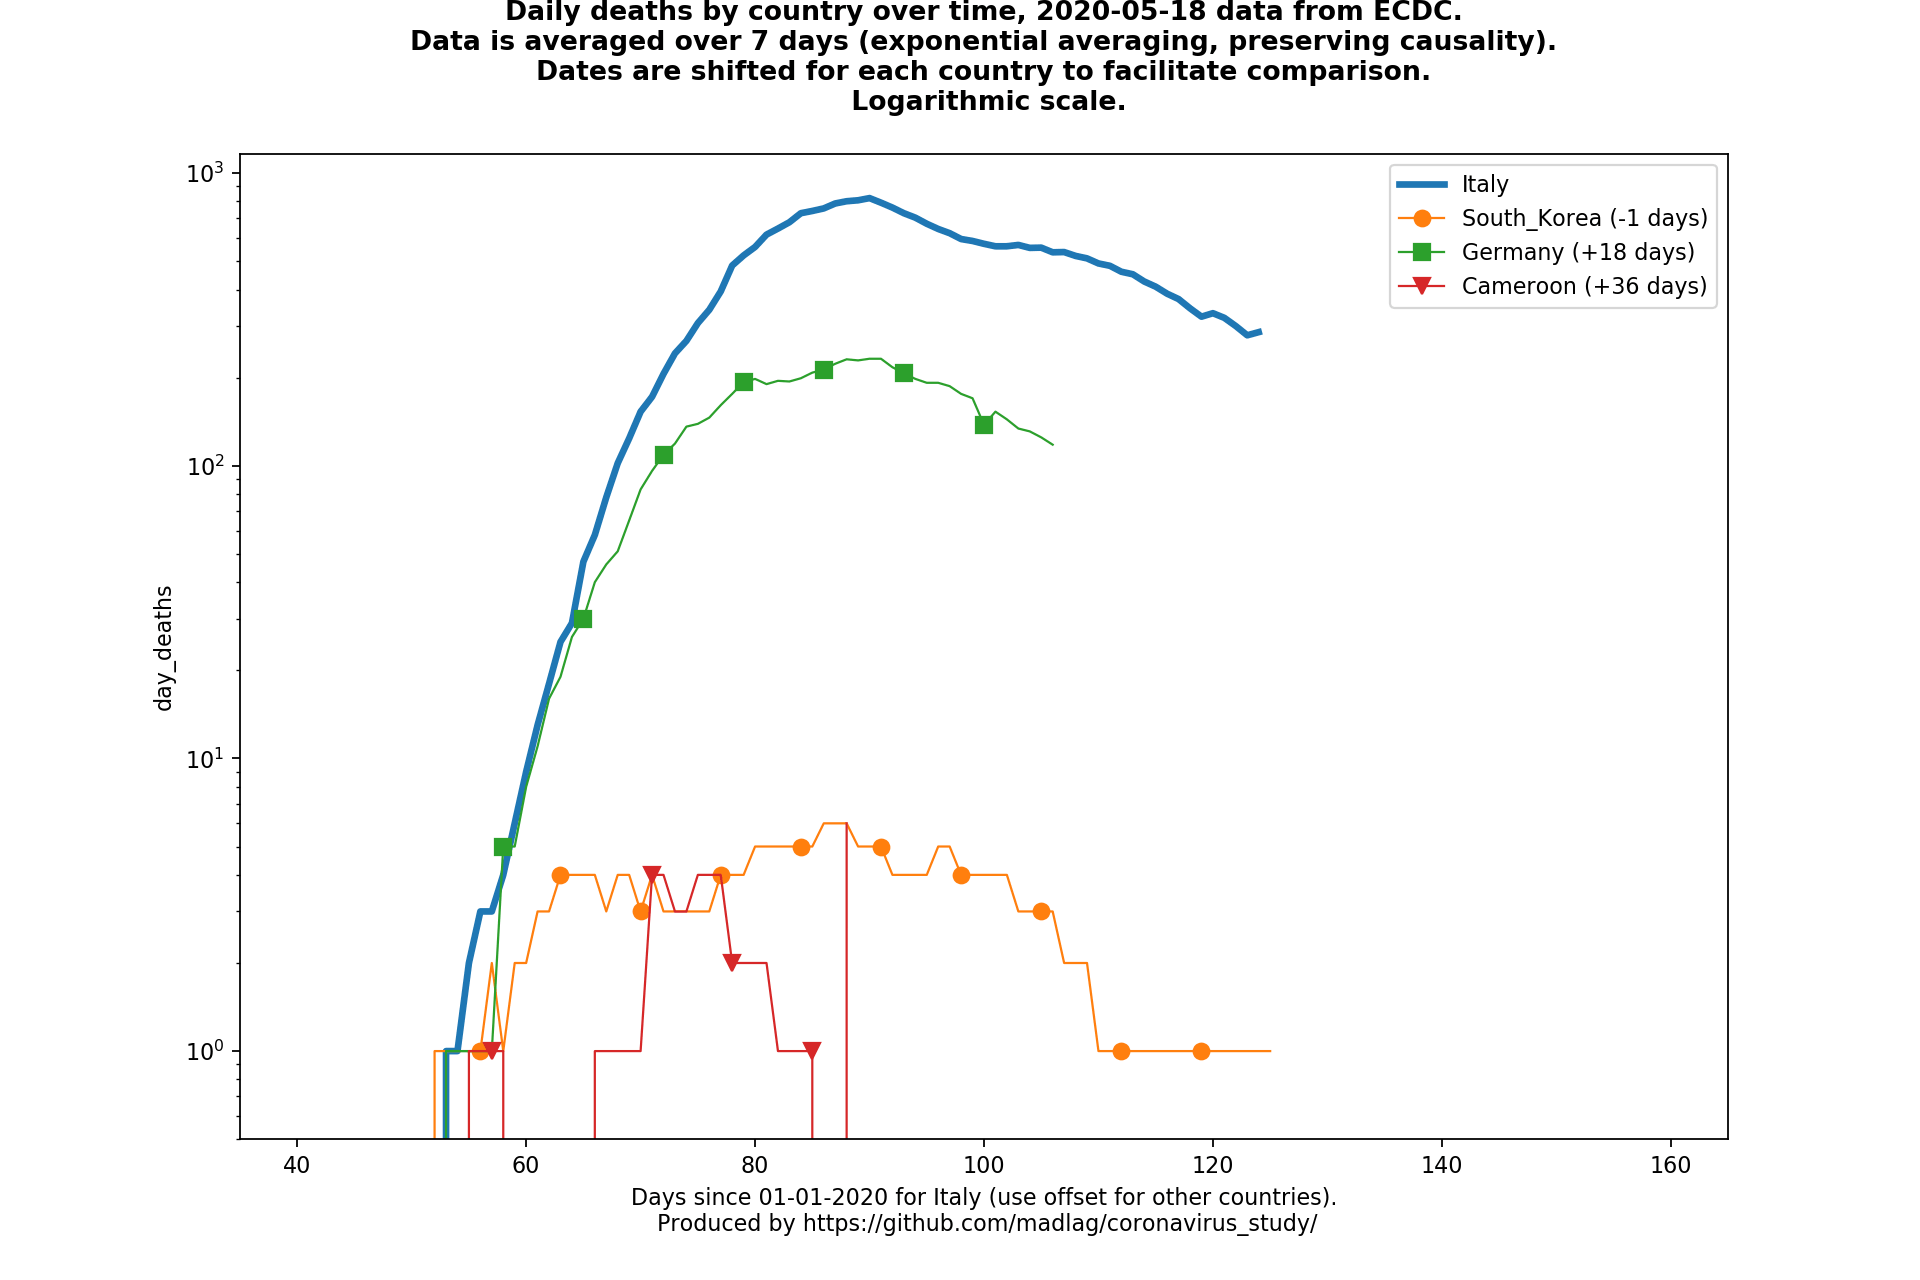 Daily deaths by country over time, 2020-05-18 data from ECDC.
Data is averaged over 7 days (exponential averaging, preserving causality).
Dates are shifted for each country to facilitate comparison.
Logarithmic scale.
10³
10²
10¹
10⁰
day_deaths
Italy
South_Korea (-1 days)
Germany (+18 days)
Cameroon (+36 days)
40 60 80 100 120 140 160
Days since 01-01-2020 for Italy (use offset for other countries).
Produced by https://github.com/madlag/coronavirus_study/